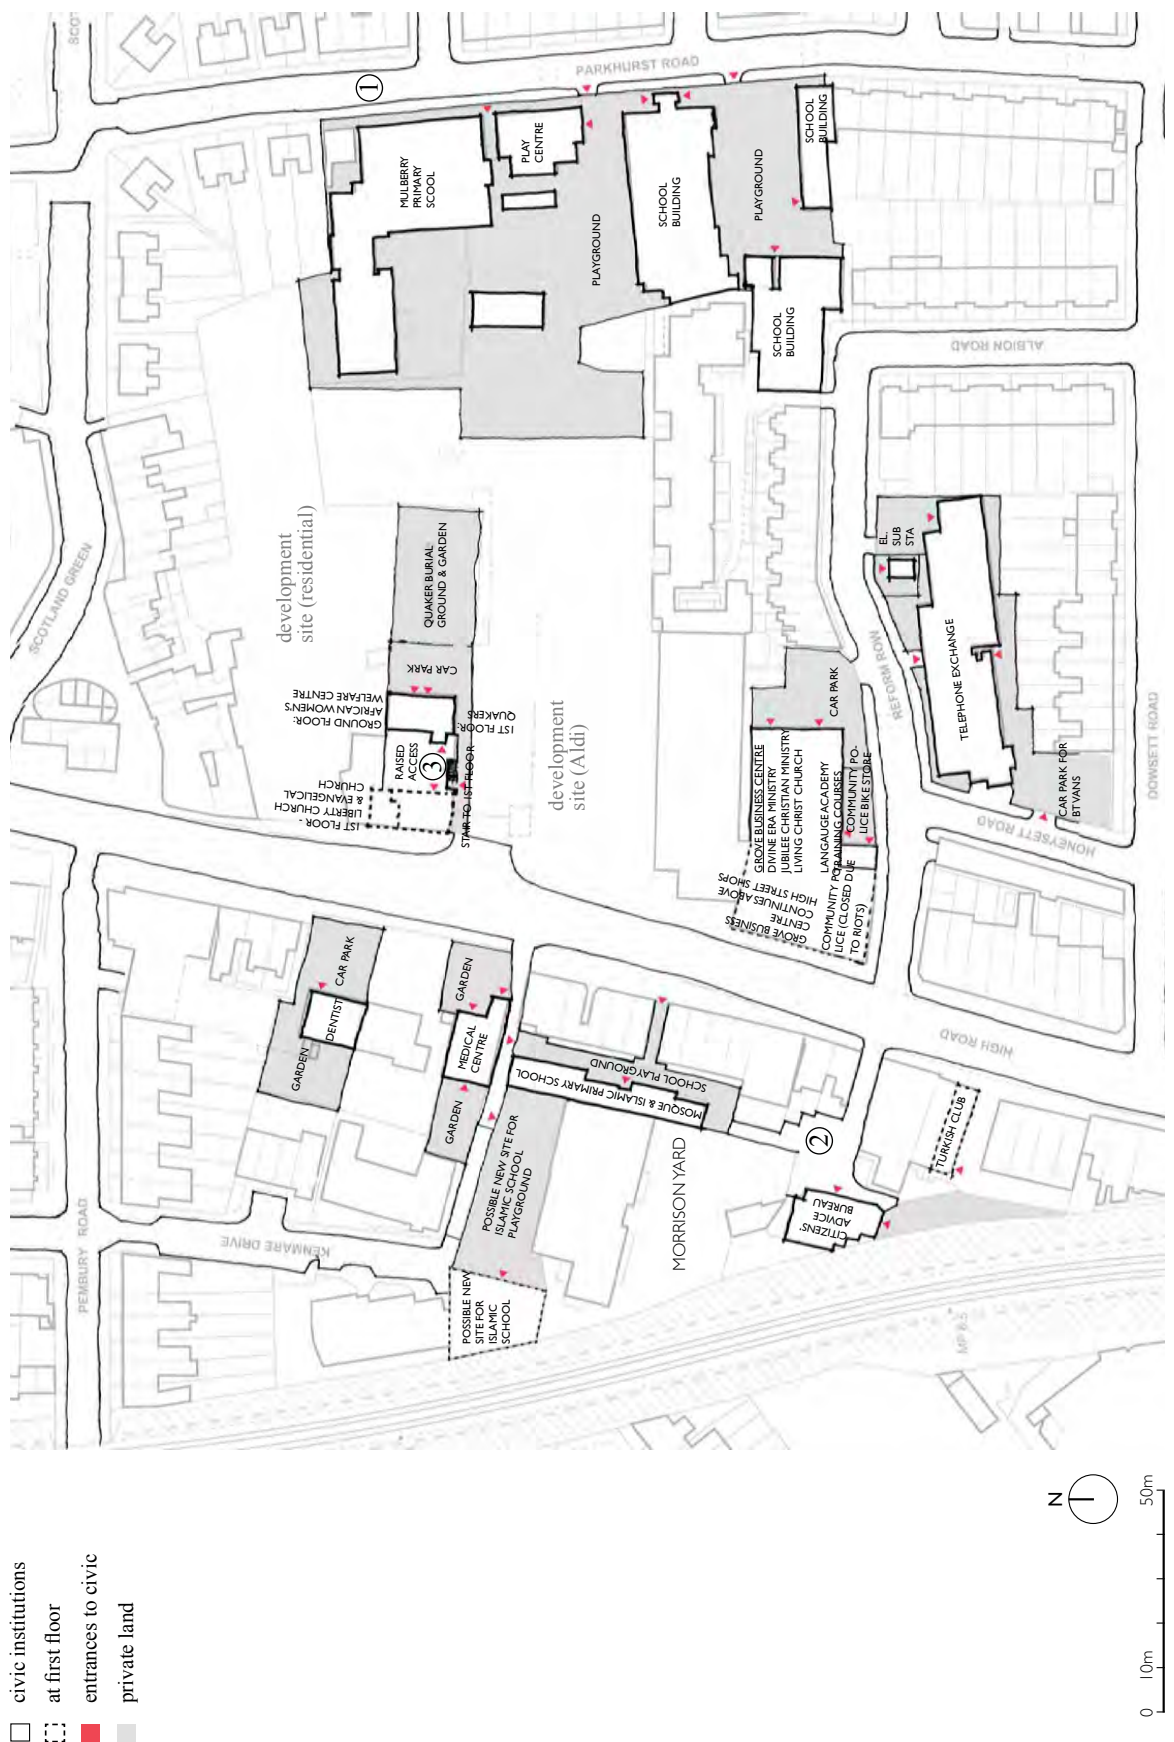 SCOT
PARKHURST ROAD
①
MULBERRY
PRIMARY
SCOOL
PLAY
CENTRE
SCHOOL
BUILDING
PLAYGROUND
SCHOOL
BUILDING
PLAYGROUND
SCHOOL
BUILDING
ALBION ROAD
SCOTLAND GREEN
development
site (residential)
QUAKER BURIAL
GROUND & GARDEN
CAR PARK
GROUND FLOOR:
AFRICAN WOMEN'S
WELFARE CENTRE
1ST FLOOR:
QUAKERS
RAISED
ACCESS
③
STAIR TO 1ST FLOOR
1ST FLOOR -
LIBERTY CHURCH
& EVANGELICAL
CHURCH
development
site (Aldi)
EL.
SUB
STA
TELEPHONE EXCHANGE
REFORM ROW
CAR PARK
GROVE BUSINESS CENTRE
DIVINE ERA MINISTRY
JUBILEE CHRISTIAN MINISTRY
LIVING CHRIST CHURCH
LANGAUGE ACADEMY
TRAINING COURSES
COMMUNITY PO-
LICE BIKE STORE
GROVE BUSINESS
CENTRE
CONTINUES ABOVE
HIGH STREET SHOPS
COMMUNITY PO-
LICE (CLOSED DUE
TO RIOTS)
CAR PARK FOR
BT VANS
DOWSETT ROAD
HONEYSETT ROAD
HIGH ROAD
CAR PARK
DENTIST
GARDEN
GARDEN
MEDICAL
CENTRE
GARDEN
SCHOOL PLAYGROUND
MOSQUE & ISLAMIC PRIMARY SCHOOL
POSSIBLE NEW SITE FOR
ISLAMIC SCHOOL
PLAYGROUND
POSSIBLE NEW
SITE FOR
ISLAMIC
SCHOOL
MORRISON YARD
②
CITIZENS'
ADVICE
BUREAU
TURKISH CLUB
KENMARE DRIVE
PEMBURY ROAD
MP 6.5
civic institutions
at first floor
entrances to civic
private land
N
0 10m 50m